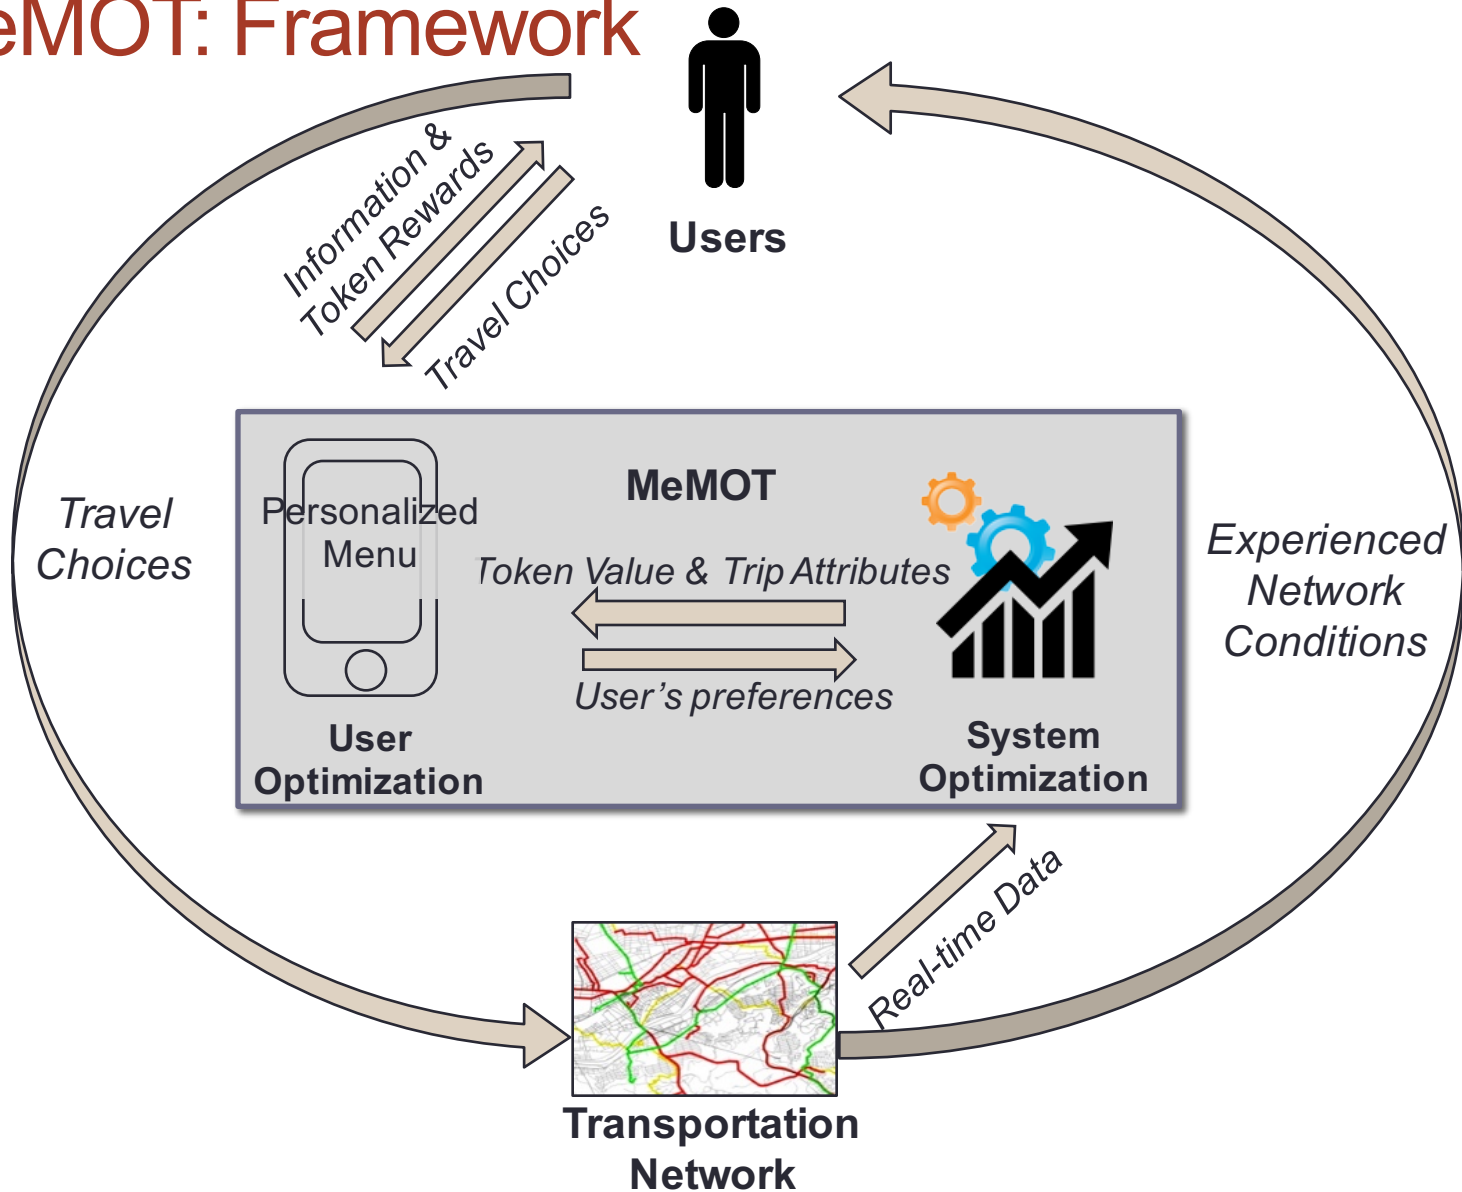 eMOT: Framework
Information &
Token Rewards
Travel Choices
Users
Travel
Choices
Personalized
Menu
MeMOT
Token Value & Trip Attributes
User’s preferences
User
Optimization
System
Optimization
Experienced
Network
Conditions
Real-time Data
Transportation
Network